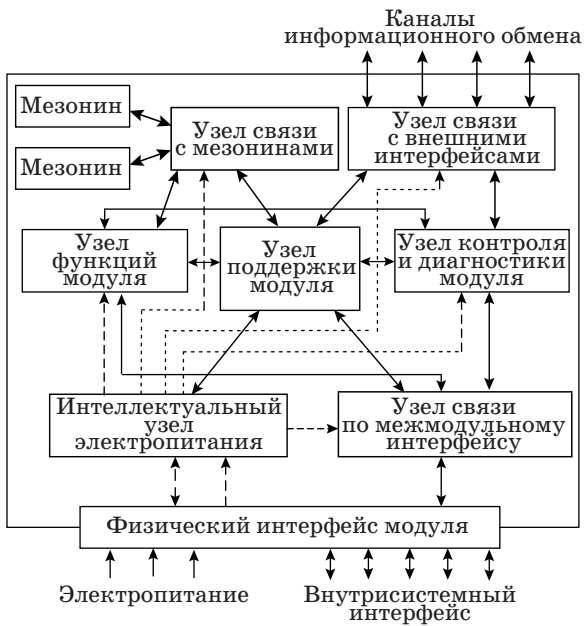 Каналы
информационного обмена
Мезонин
Мезонин
Узел связи
с мезонинами
Узел связи
с внешними
интерфейсами
Узел
функций
модуля
Узел
поддержки
модуля
Узел контроля
и диагностики
модуля
Интеллектуальный
узел
электропитания
Узел связи
по межмодульному
интерфейсу
Физический интерфейс модуля
Электропитание
Внутрисистемный
интерфейс